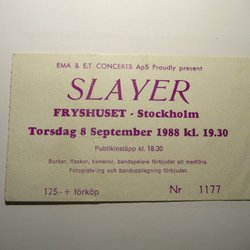 EMA & E.T CONCERTS ApS Proudly present
SLAYER
FRYSHUSET - Stockholm
Torsdag 8 September 1988 kl. 19.30
Publikinsläpp kl. 18.30
Burkar, flaskor, kameror, bandspelare förbjudet att medföra.
Fotografering och bandupptagning förbjudet.
125:-+ förköp
Nr 1177